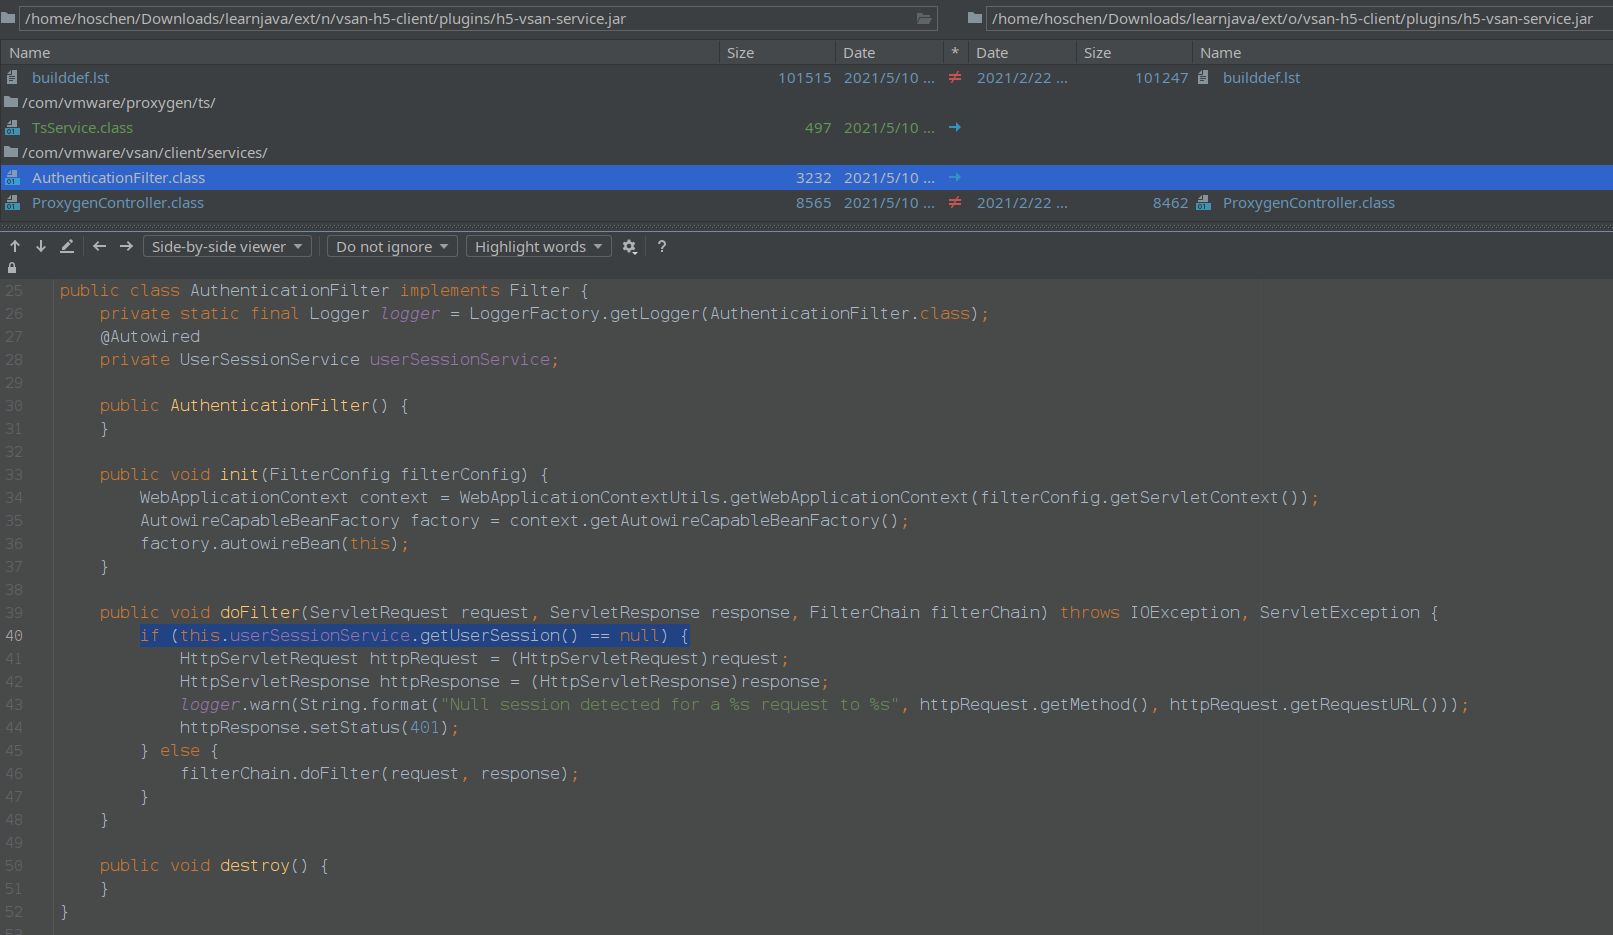 /home/hoschen/Downloads/learnjava/ext/n/vsan-h5-client/plugins/h5-vsan-service.jar /home/hoschen/Downloads/learnjava/ext/o/vsan-h5-client/plugins/h5-vsan-service.jar
Name Size Date * Date Size Name
builddef.lst 101515 2021/5/10 ... ≠ 2021/2/22 ... 101247 builddef.lst
/com/vmware/proxygen/ts/
TsService.class 497 2021/5/10 ... →
/com/vmware/vsan/client/services/
AuthenticationFilter.class 3232 2021/5/10 ... →
ProxygenController.class 8565 2021/5/10 ... ≠ 2021/2/22 ... 8462 ProxygenController.class
Side-by-side viewer Do not ignore Highlight words ?
25 public class AuthenticationFilter implements Filter {
26 private static final Logger logger = LoggerFactory.getLogger(AuthenticationFilter.class);
27 @Autowired
28 private UserSessionService userSessionService;
29
30 public AuthenticationFilter() {
31 }
32
33 public void init(FilterConfig filterConfig) {
34 WebApplicationContext context = WebApplicationContextUtils.getWebApplicationContext(filterConfig.getServletContext());
35 AutowireCapableBeanFactory factory = context.getAutowireCapableBeanFactory();
36 factory.autowireBean(this);
37 }
38
39 public void doFilter(ServletRequest request, ServletResponse response, FilterChain filterChain) throws IOException, ServletException {
40 if (this.userSessionService.getUserSession() == null) {
41 HttpServletRequest httpRequest = (HttpServletRequest)request;
42 HttpServletResponse httpResponse = (HttpServletResponse)response;
43 logger.warn(String.format("Null session detected for a %s request to %s", httpRequest.getMethod(), httpRequest.getRequestURL()));
44 httpResponse.setStatus(401);
45 } else {
46 filterChain.doFilter(request, response);
47 }
48 }
49
50 public void destroy() {
51 }
52 }
53